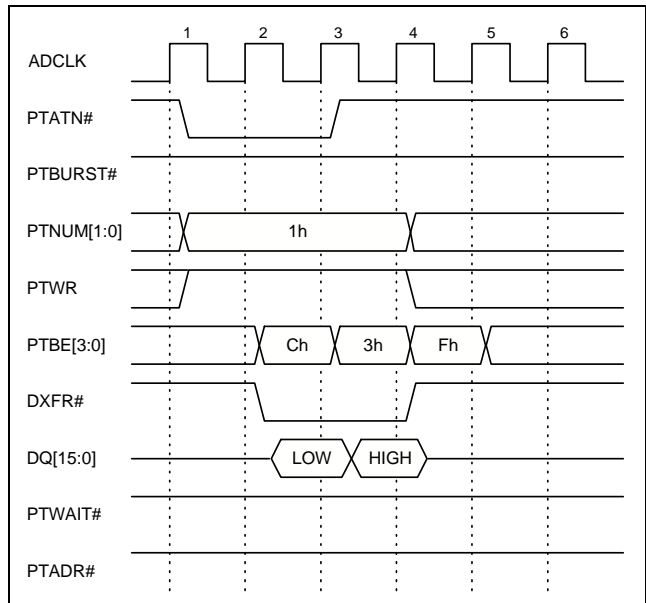 1 2 3 4 5 6
ADCLK
PTATN#
PTBURST#
PTNUM[1:0] 1h
PTWR
PTBE[3:0] Ch 3h Fh
DXFR#
DQ[15:0] LOW HIGH
PTWAIT#
PTADR#